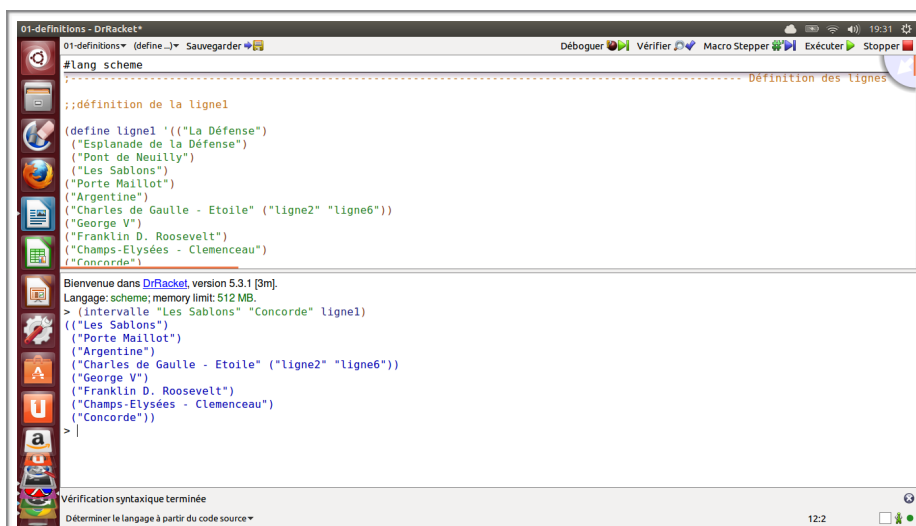 01-definitions - DrRacket*
19:31
01-definitions▾ (define ...)▾ Sauvegarder
Déboguer Vérifier Macro Stepper Exécuter Stopper
#lang scheme
;------------------------------------------------------------------------------------------- Définition des lignes
;;définition de la ligne1
(define ligne1 '(("La Défense")
("Esplanade de la Défense")
("Pont de Neuilly")
("Les Sablons")
("Porte Maillot")
("Argentine")
("Charles de Gaulle - Etoile" ("ligne2" "ligne6"))
("George V")
("Franklin D. Roosevelt")
("Champs-Elysées - Clemenceau")
("Concorde")
Bienvenue dans DrRacket, version 5.3.1 [3m].
Langage: scheme; memory limit: 512 MB.
> (intervalle "Les Sablons" "Concorde" ligne1)
(("Les Sablons")
("Porte Maillot")
("Argentine")
("Charles de Gaulle - Etoile" ("ligne2" "ligne6"))
("George V")
("Franklin D. Roosevelt")
("Champs-Elysées - Clemenceau")
("Concorde"))
>
Vérification syntaxique terminée
Déterminer le langage à partir du code source▾
12:2